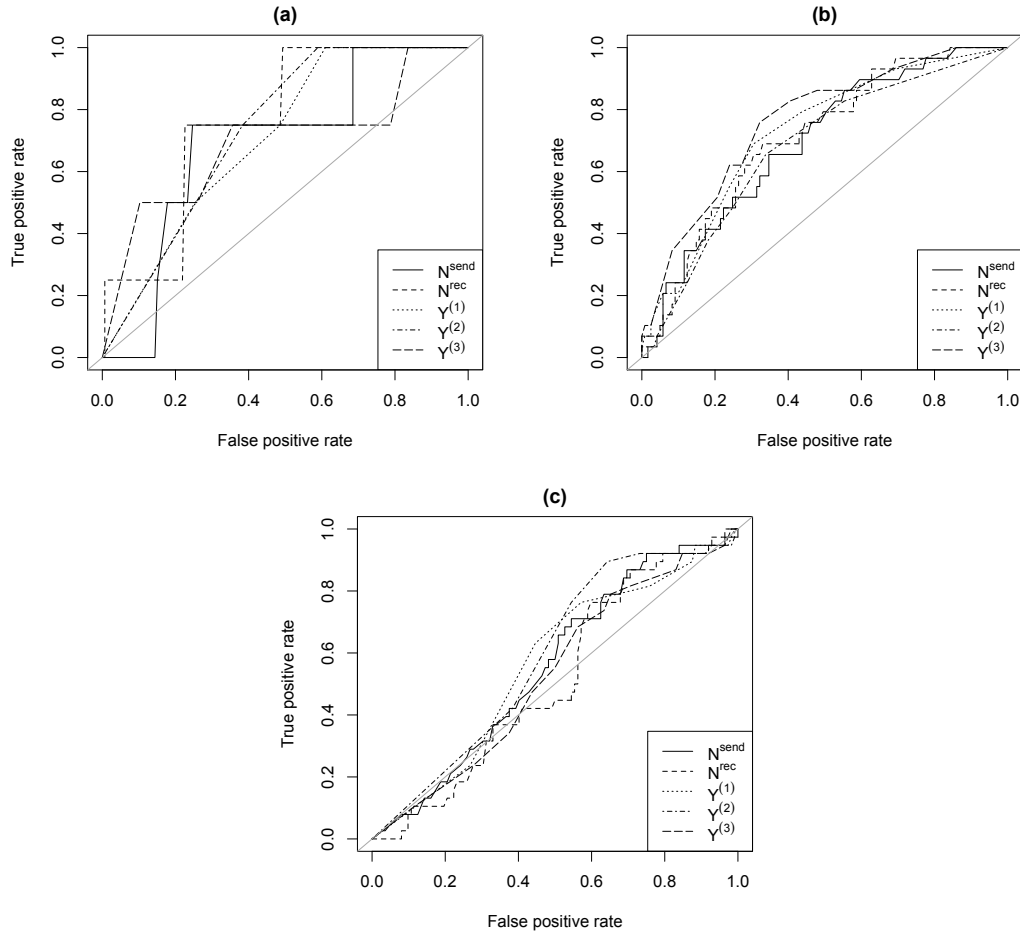 (a)
True positive rate
0.0 0.2 0.4 0.6 0.8 1.0
0.0 0.2 0.4 0.6 0.8 1.0
False positive rate
N^send
N^rec
Y^(1)
Y^(2)
Y^(3)
(b)
True positive rate
0.0 0.2 0.4 0.6 0.8 1.0
0.0 0.2 0.4 0.6 0.8 1.0
False positive rate
N^send
N^rec
Y^(1)
Y^(2)
Y^(3)
(c)
True positive rate
0.0 0.2 0.4 0.6 0.8 1.0
0.0 0.2 0.4 0.6 0.8 1.0
False positive rate
N^send
N^rec
Y^(1)
Y^(2)
Y^(3)